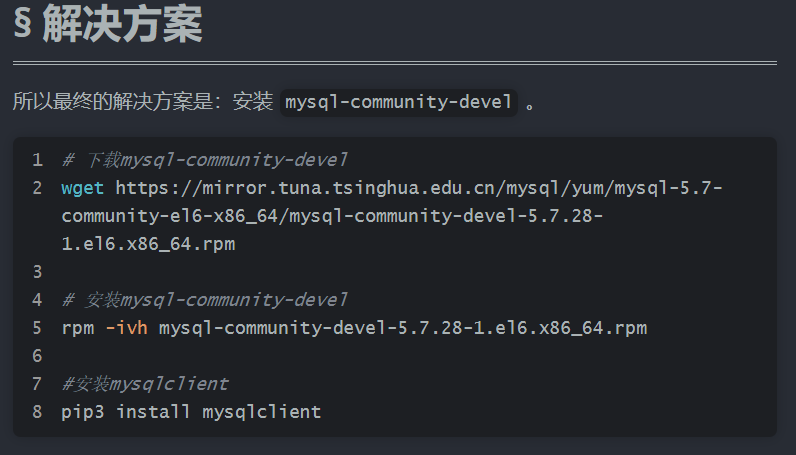 § 解决方案
所以最终的解决方案是：安装 mysql-community-devel 。
1 # 下载mysql-community-devel
2 wget https://mirror.tuna.tsinghua.edu.cn/mysql/yum/mysql-5.7-
community-el6-x86_64/mysql-community-devel-5.7.28-
1.el6.x86_64.rpm
3
4 # 安装mysql-community-devel
5 rpm -ivh mysql-community-devel-5.7.28-1.el6.x86_64.rpm
6
7 #安装mysqlclient
8 pip3 install mysqlclient